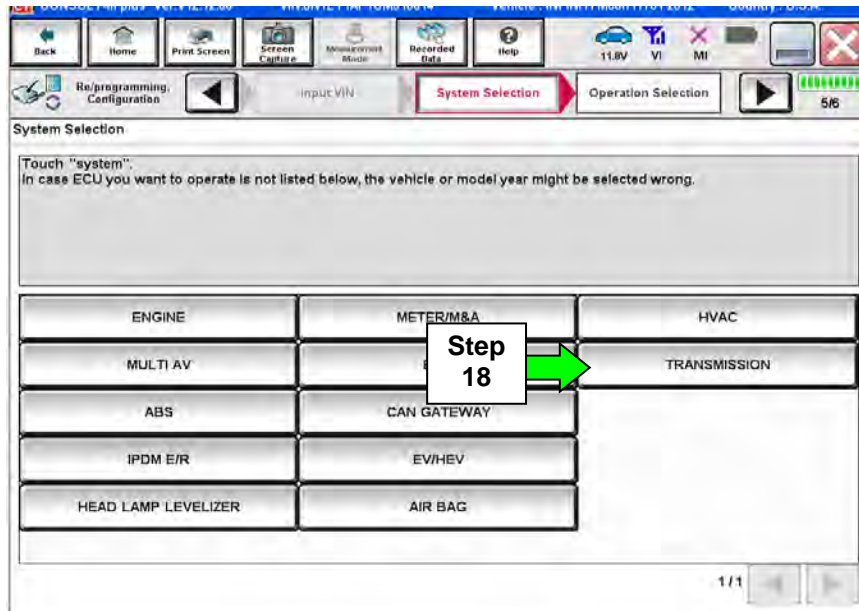 Back
Home
Print Screen
Screen
Capture
Measurement
Mode
Recorded
Data
Help
11.8V
VI
MI
Re/programming,
Configuration
Input VIN
System Selection
Operation Selection
5/6
System Selection
Touch "system".
In case ECU you want to operate is not listed below, the vehicle or model year might be selected wrong.
ENGINE
METER/M&A
HVAC
MULTI AV
Step
18
TRANSMISSION
ABS
CAN GATEWAY
IPDM E/R
EV/HEV
HEAD LAMP LEVELIZER
AIR BAG
1/1